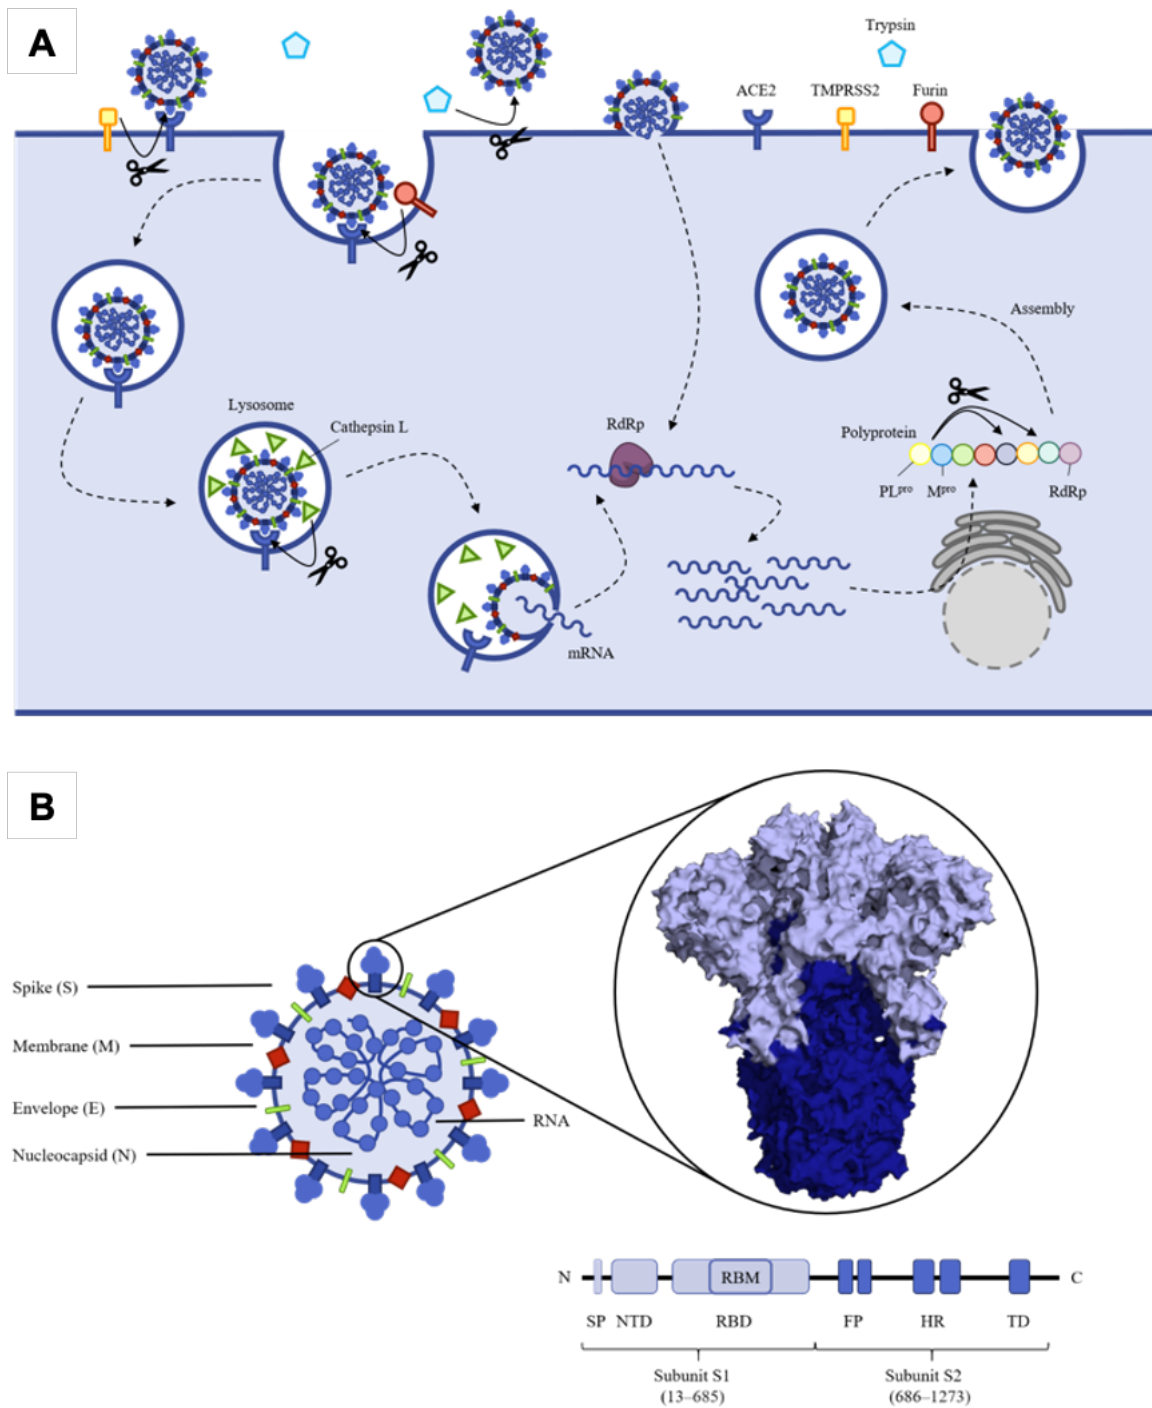 A
Trypsin
ACE2
TMPRSS2
Furin
Assembly
Lysosome
Cathepsin L
RdRp
Polyprotein
PLpro
Mpro
RdRp
mRNA
B
Spike (S)
Membrane (M)
Envelope (E)
Nucleocapsid (N)
RNA
N
RBM
C
SP
NTD
RBD
FP
HR
TD
Subunit S1
(13–685)
Subunit S2
(686–1273)